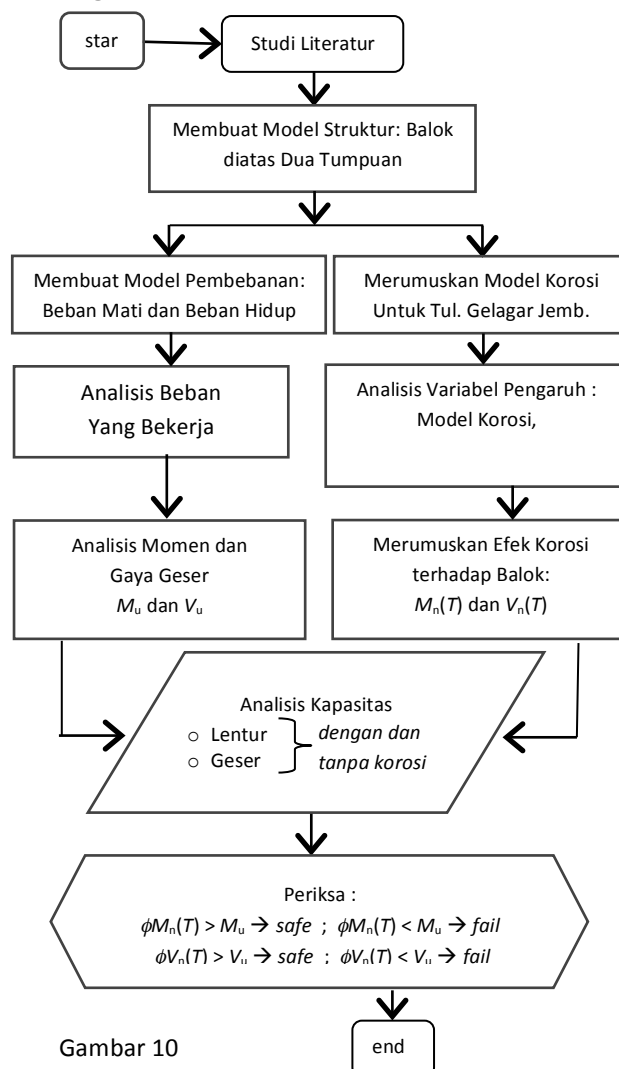 star
Studi Literatur
Membuat Model Struktur: Balok
diatas Dua Tumpuan
Membuat Model Pembebanan:
Beban Mati dan Beban Hidup
Merumuskan Model Korosi
Untuk Tul. Gelagar Jemb.
Analisis Beban
Yang Bekerja
Analisis Variabel Pengaruh :
Model Korosi,
Analisis Momen dan
Gaya Geser
Mu dan Vu
Merumuskan Efek Korosi
terhadap Balok:
Mn(T) dan Vn(T)
Analisis Kapasitas
○ Lentur
○ Geser
dengan dan
tanpa korosi
Periksa :
ϕMn(T) > Mu → safe ; ϕMn(T) < Mu → fail
ϕVn(T) > Vu → safe ; ϕVn(T) < Vu → fail
Gambar 10
end